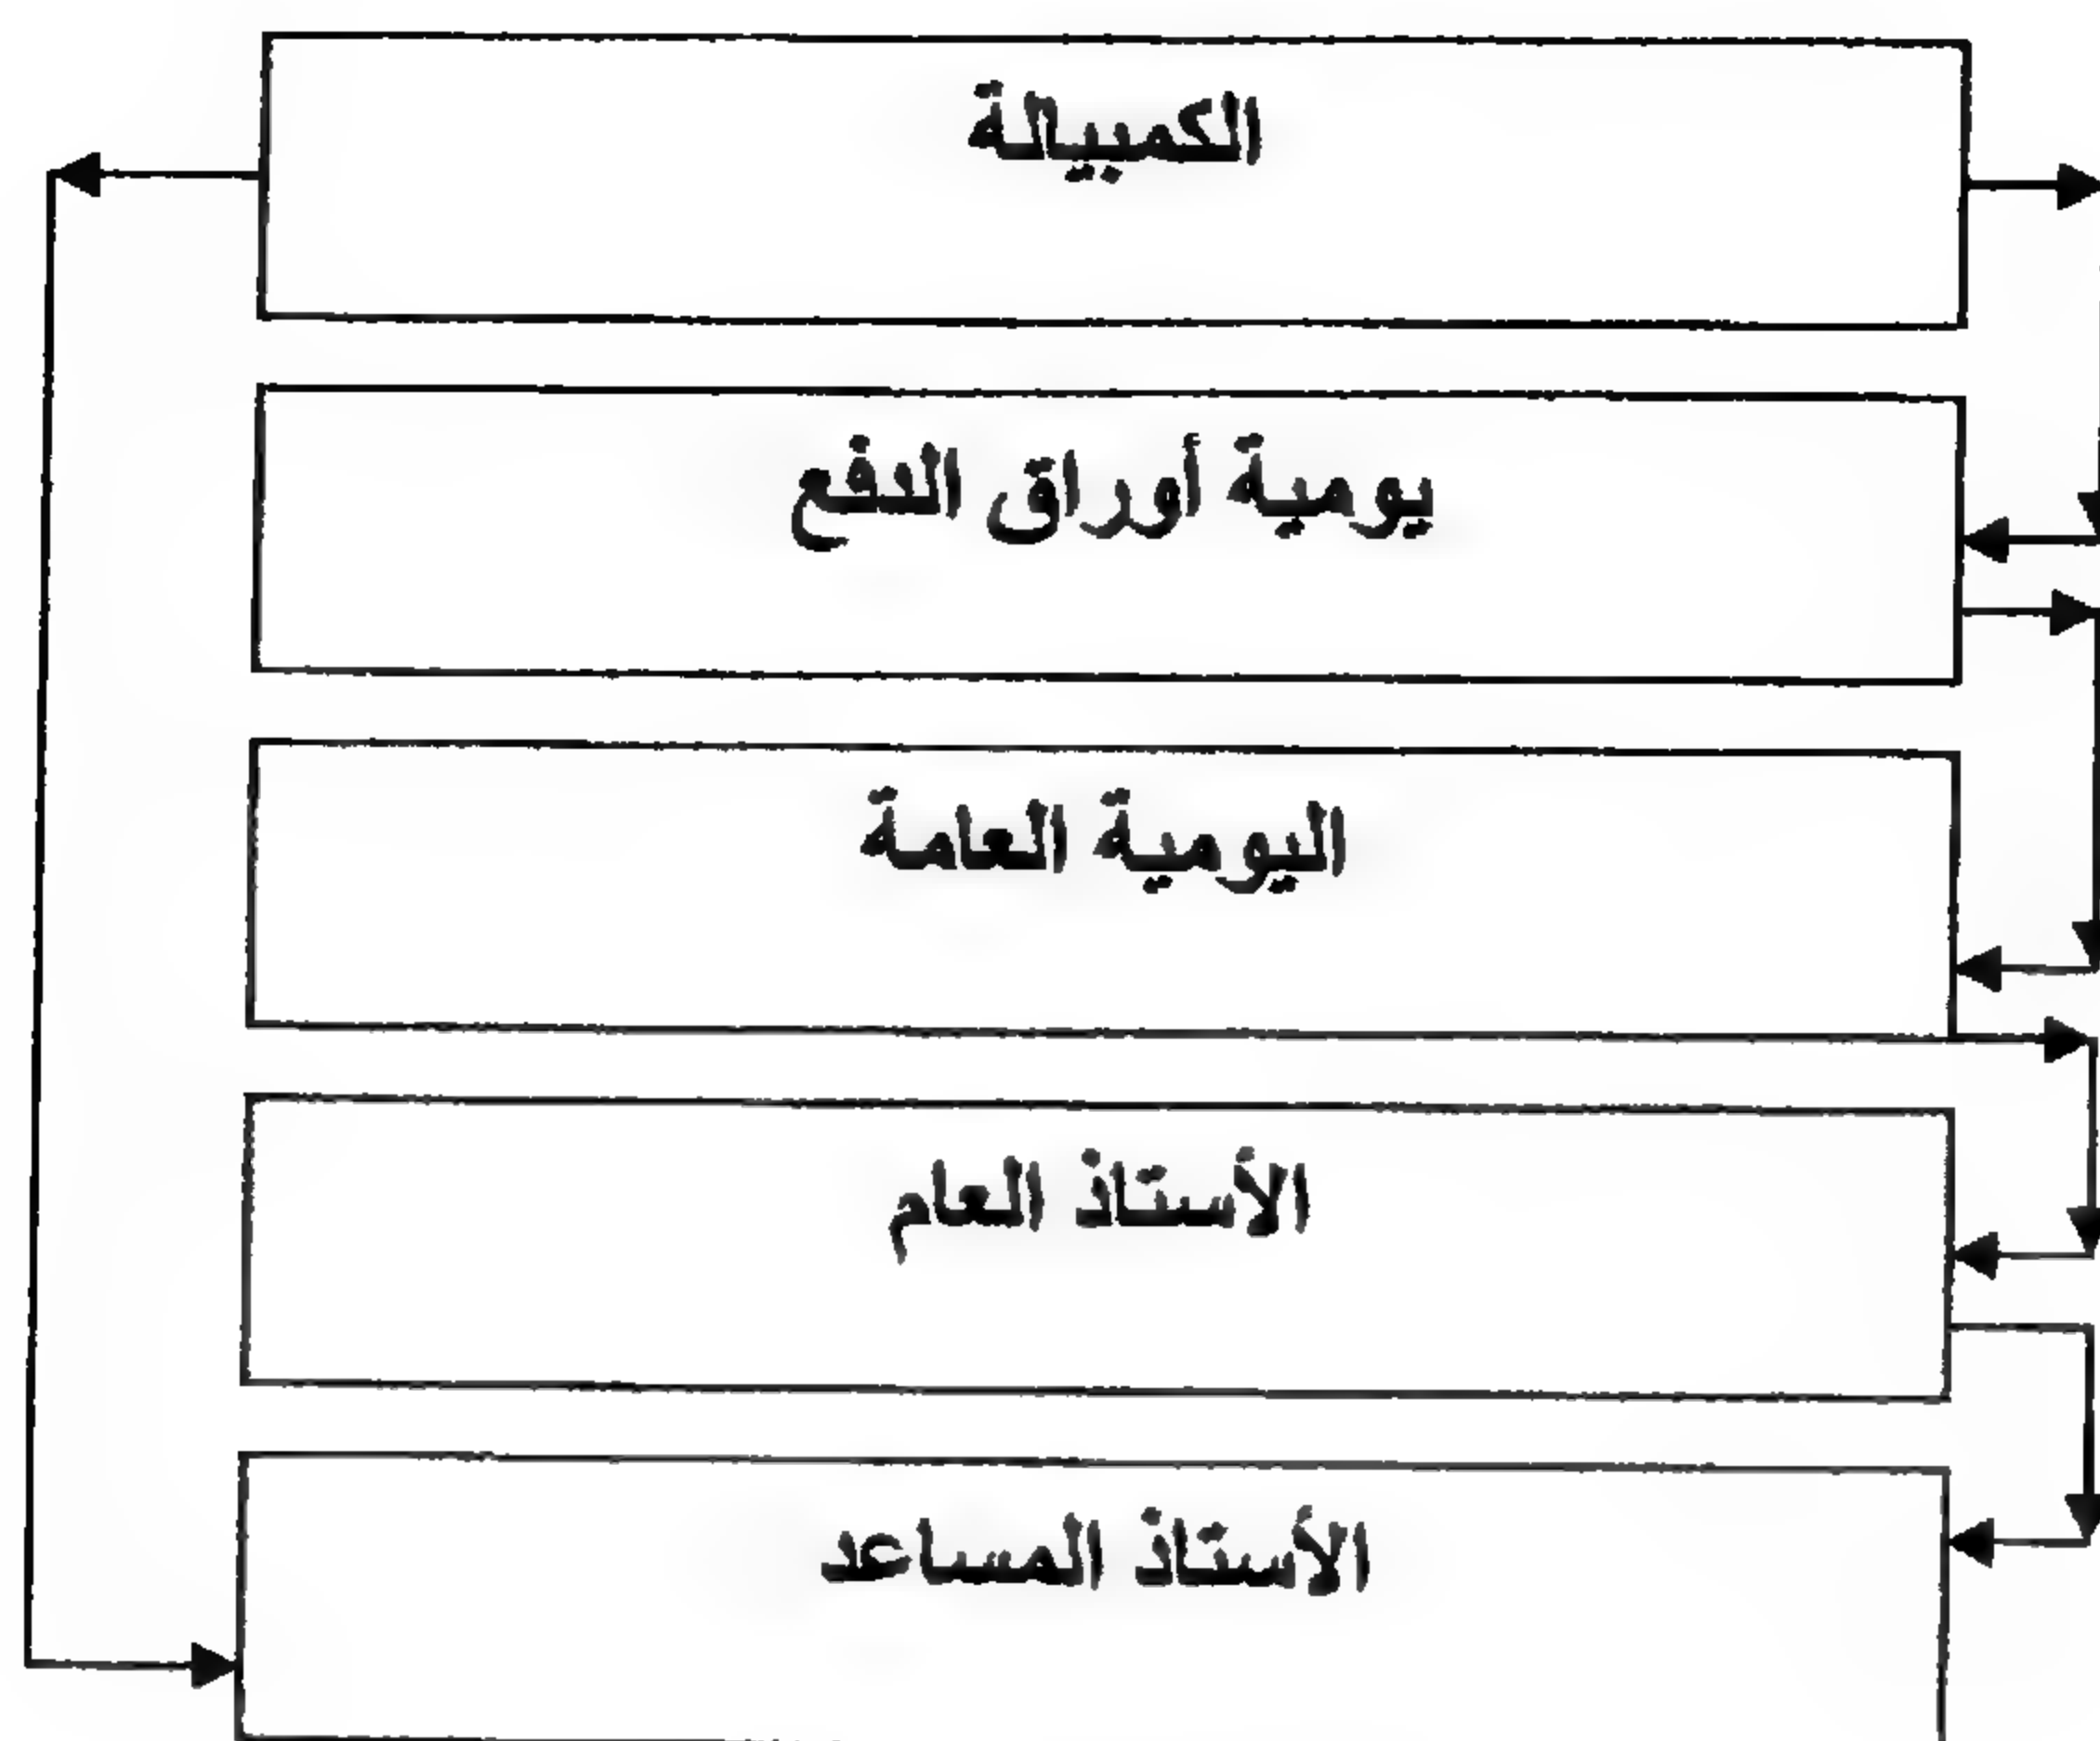 الكمبيالة
يومية أوراق الدفع
اليومية العامة
الأستاذ العام
الأستاذ المساعد